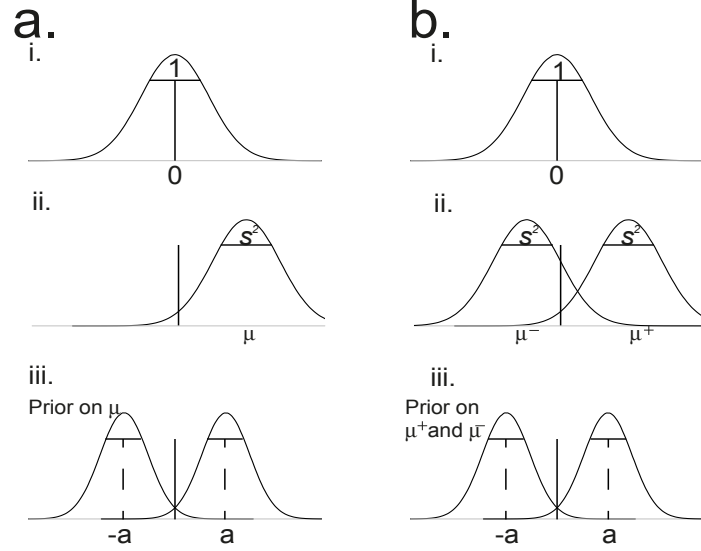 a.
i.
1
0
ii.
s²
μ
iii.
Prior on μ
-a
a
b.
i.
1
0
ii.
s²
s²
μ⁻
μ⁺
iii.
Prior on
μ⁺and μ⁻
-a
a